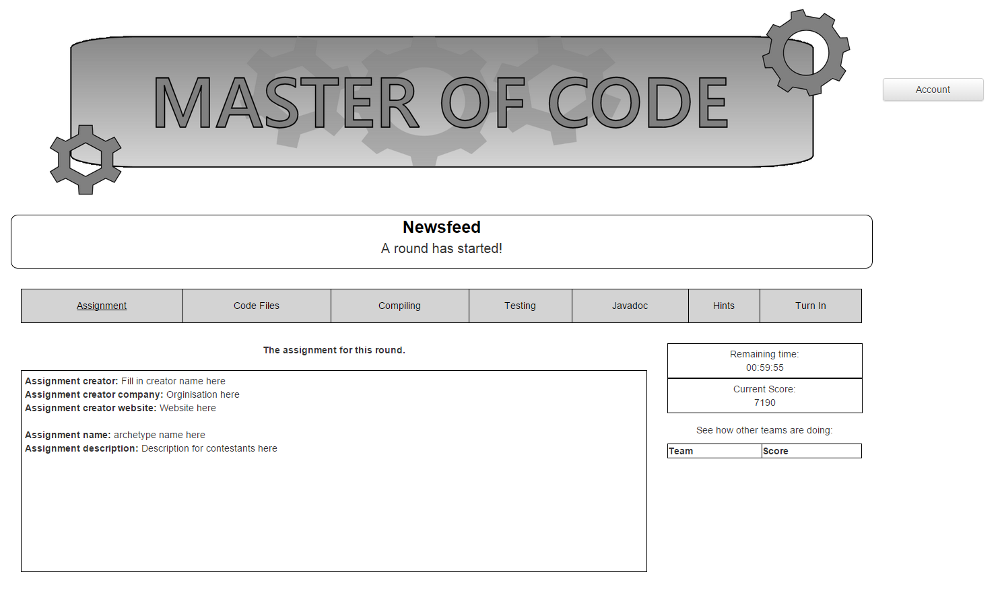 MASTER OF CODE
Account
Newsfeed
A round has started!
Assignment Code Files Compiling Testing Javadoc Hints Turn In
The assignment for this round.
Assignment creator: Fill in creator name here
Assignment creator company: Orginisation here
Assignment creator website: Website here
Assignment name: archetype name here
Assignment description: Description for contestants here
Remaining time:
00:59:55
Current Score:
7190
See how other teams are doing:
Team Score